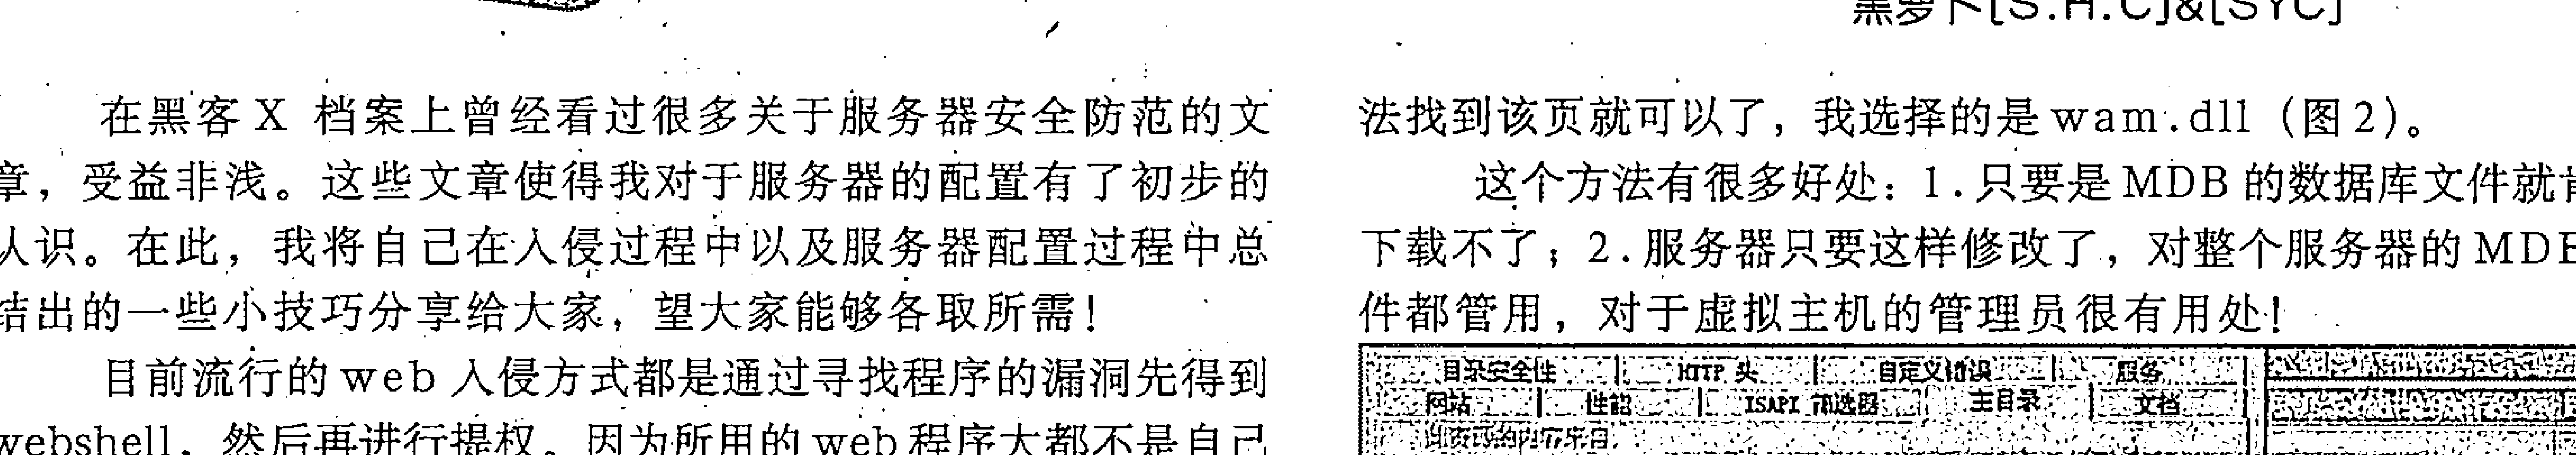 黑萝卜[S.H.C]&[SYC]
在黑客X 档案上曾经看过很多关于服务器安全防范的文
章，受益非浅。这些文章使得我对于服务器的配置有了初步的
认识。在此，我将自己在入侵过程中以及服务器配置过程中总
结出的一些小技巧分享给大家，望大家能够各取所需！
目前流行的web 入侵方式都是通过寻找程序的漏洞先得到
webshell，然后再进行提权。因为所用的web程序大都不是自己
法找到该页就可以了，我选择的是wam.dll（图2）。
这个方法有很多好处：1.只要是MDB 的数据库文件就肯
下载不了；2.服务器只要这样修改了，对整个服务器的MDB
件都管用，对于虚拟主机的管理员很有用处！
目录安全性 HTTP 头 自定义错误 服务
网站 性能 ISAPI 筛选器 主目录 文档